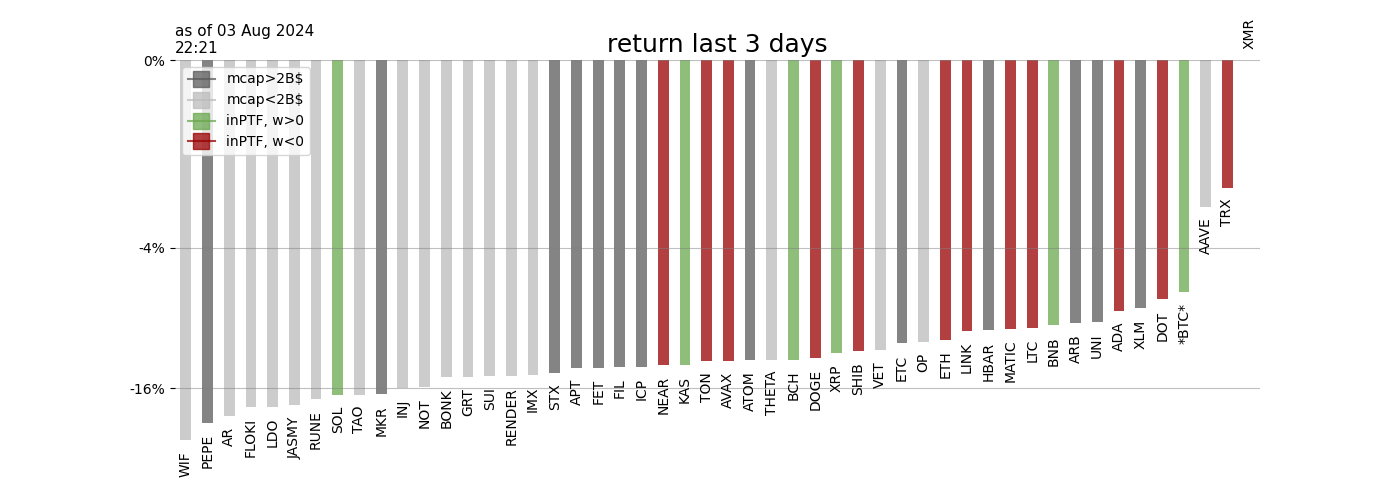 as of 03 Aug 2024
22:21
return last 3 days
XMR
0%
mcap>2B$
mcap<2B$
inPTF, w>0
inPTF, w<0
-4%
-16%
WIF
PEPE
AR
FLOKI
LDO
JASMY
RUNE
SOL
TAO
MKR
INJ
NOT
BONK
GRT
SUI
RENDER
IMX
STX
APT
FET
FIL
ICP
NEAR
KAS
TON
AVAX
ATOM
THETA
BCH
DOGE
XRP
SHIB
VET
ETC
OP
ETH
LINK
HBAR
MATIC
LTC
BNB
ARB
UNI
ADA
XLM
DOT
*BTC*
AAVE
TRX